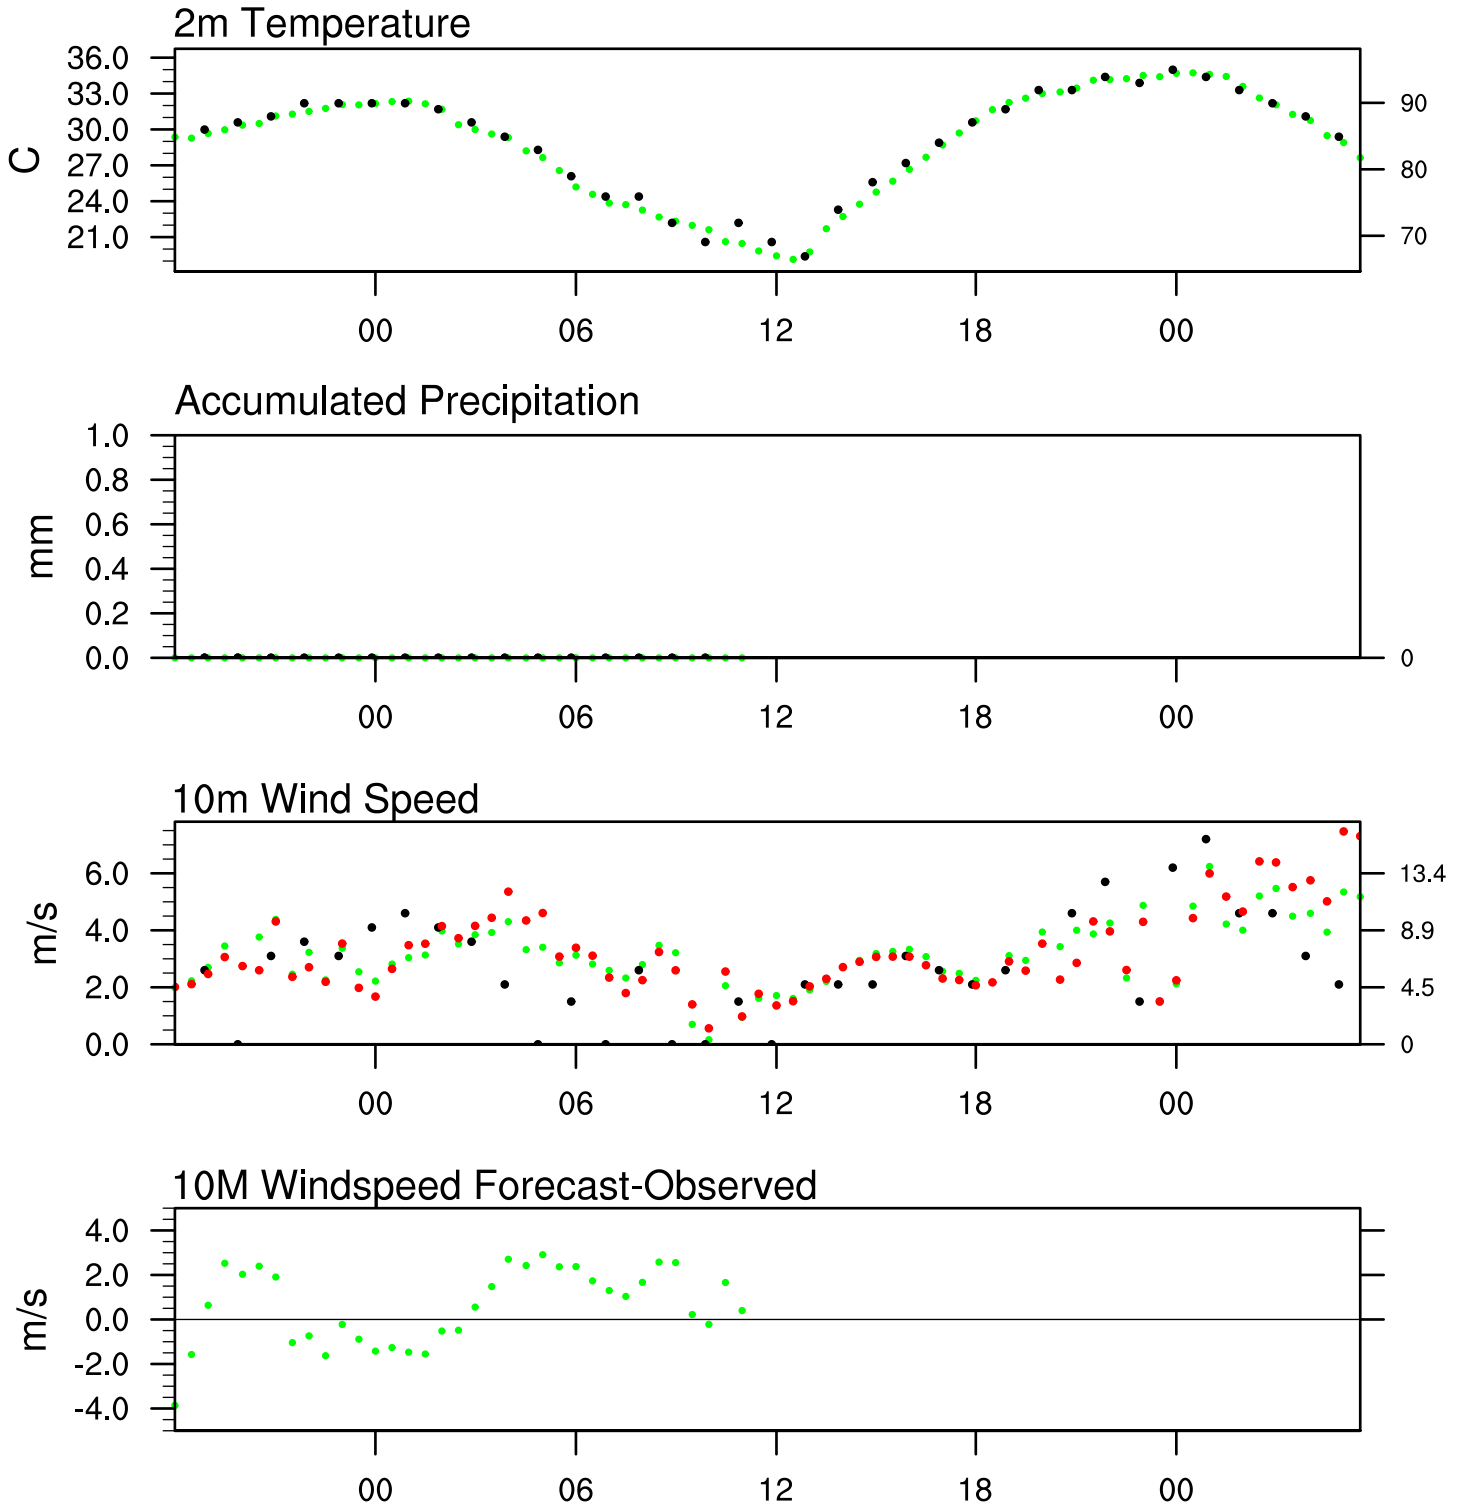 2m Temperature
36.0
33.0
30.0
27.0
24.0
21.0
C
90
80
70
00 06 12 18 00
Accumulated Precipitation
1.0
0.8
0.6
0.4
0.2
0.0
mm
0
00 06 12 18 00
10m Wind Speed
6.0
4.0
2.0
0.0
m/s
13.4
8.9
4.5
0
00 06 12 18 00
10M Windspeed Forecast-Observed
4.0
2.0
0.0
-2.0
-4.0
m/s
00 06 12 18 00